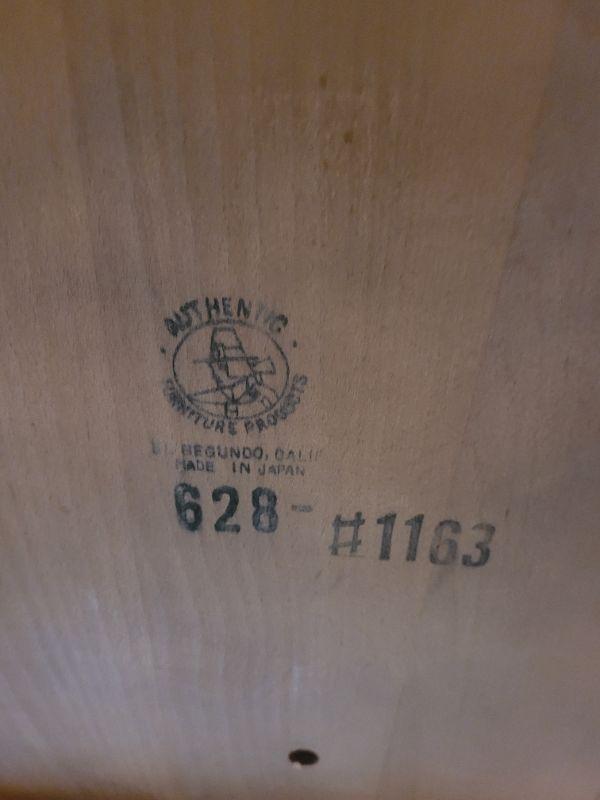 AUTHENTIC
FURNITURE PRODUCTS
EL SEGUNDO, CALIF
MADE IN JAPAN
628- #1163